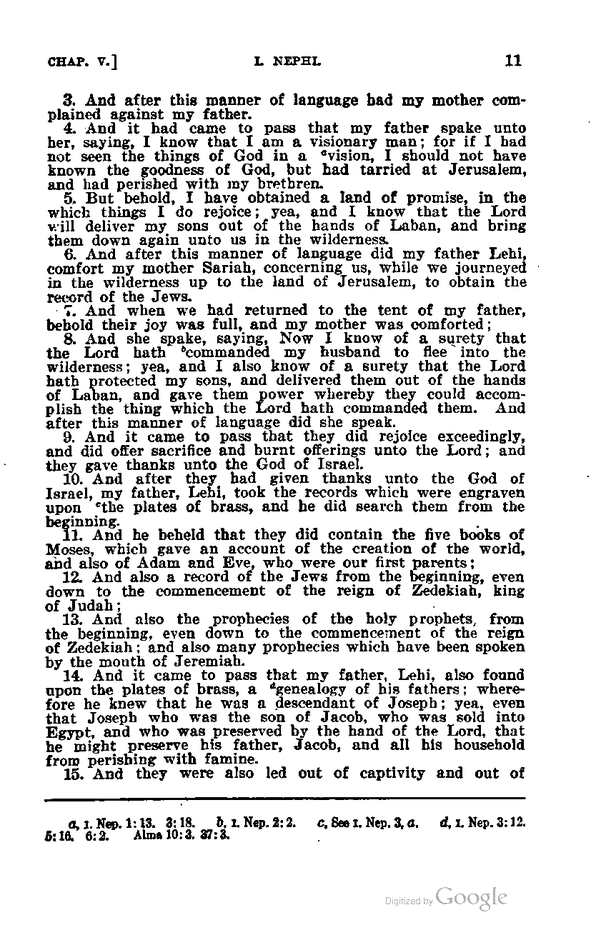 CHAP. V.] I. NEPHI. 11
3. And after this manner of language had my mother com-
plained against my father.
4. And it had came to pass that my father spake unto
her, saying, I know that I am a visionary man; for if I had
not seen the things of God in a ᵃvision, I should not have
known the goodness of God, but had tarried at Jerusalem,
and had perished with my brethren.
5. But behold, I have obtained a land of promise, in the
which things I do rejoice; yea, and I know that the Lord
will deliver my sons out of the hands of Laban, and bring
them down again unto us in the wilderness.
6. And after this manner of language did my father Lehi,
comfort my mother Sariah, concerning us, while we journeyed
in the wilderness up to the land of Jerusalem, to obtain the
record of the Jews.
7. And when we had returned to the tent of my father,
behold their joy was full, and my mother was comforted;
8. And she spake, saying, Now I know of a surety that
the Lord hath ᵇcommanded my husband to flee into the
wilderness; yea, and I also know of a surety that the Lord
hath protected my sons, and delivered them out of the hands
of Laban, and gave them power whereby they could accom-
plish the thing which the Lord hath commanded them. And
after this manner of language did she speak.
9. And it came to pass that they did rejoice exceedingly,
and did offer sacrifice and burnt offerings unto the Lord; and
they gave thanks unto the God of Israel.
10. And after they had given thanks unto the God of
Israel, my father, Lehi, took the records which were engraven
upon ᶜthe plates of brass, and he did search them from the
beginning.
11. And he beheld that they did contain the five books of
Moses, which gave an account of the creation of the world,
and also of Adam and Eve, who were our first parents;
12. And also a record of the Jews from the beginning, even
down to the commencement of the reign of Zedekiah, king
of Judah;
13. And also the prophecies of the holy prophets, from
the beginning, even down to the commencement of the reign
of Zedekiah; and also many prophecies which have been spoken
by the mouth of Jeremiah.
14. And it came to pass that my father, Lehi, also found
upon the plates of brass, a ᵈgenealogy of his fathers; where-
fore he knew that he was a descendant of Joseph; yea, even
that Joseph who was the son of Jacob, who was sold into
Egypt, and who was preserved by the hand of the Lord, that
he might preserve his father, Jacob, and all his household
from perishing with famine.
15. And they were also led out of captivity and out of
a, I. Nep. 1:13. 3:18. b, I. Nep. 2:2. c, See I. Nep. 3, a. d, I. Nep. 3:12.
5:16. 6:2. Alma 10:3. 37:3.
Digitized by Google